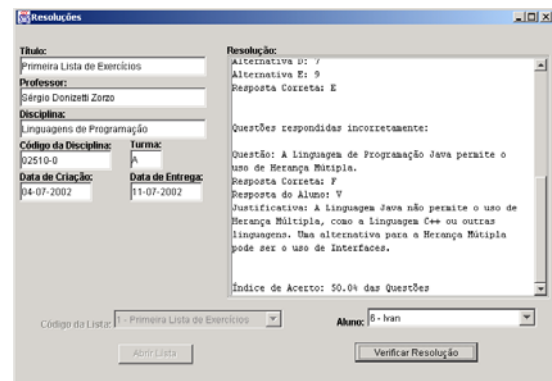 Resoluções
Título:
Primeira Lista de Exercícios
Professor:
Sérgio Donizetti Zorzo
Disciplina:
Linguagens de Programação
Código da Disciplina: Turma:
02510-0 A
Data de Criação: Data de Entrega:
04-07-2002 11-07-2002
Resolução:
Alternativa D: 7
Alternativa E: 9
Resposta Correta: E
Questões respondidas incorretamente:
Questão: A Linguagem de Programação Java permite o
uso de Herança Mútipla.
Resposta Correta: F
Resposta do Aluno: V
Justificativa: A Linguagem Java não permite o uso de
Herança Múltipla, como a Linguagem C++ ou outras
linguagens. Uma alternativa para a Herança Mútipla
pode ser o uso de Interfaces.
Índice de Acerto: 50.0% das Questões
Código da Lista: 1 - Primeira Lista de Exercícios
Aluno: 6 - Ivan
Abrir Lista
Verificar Resolução